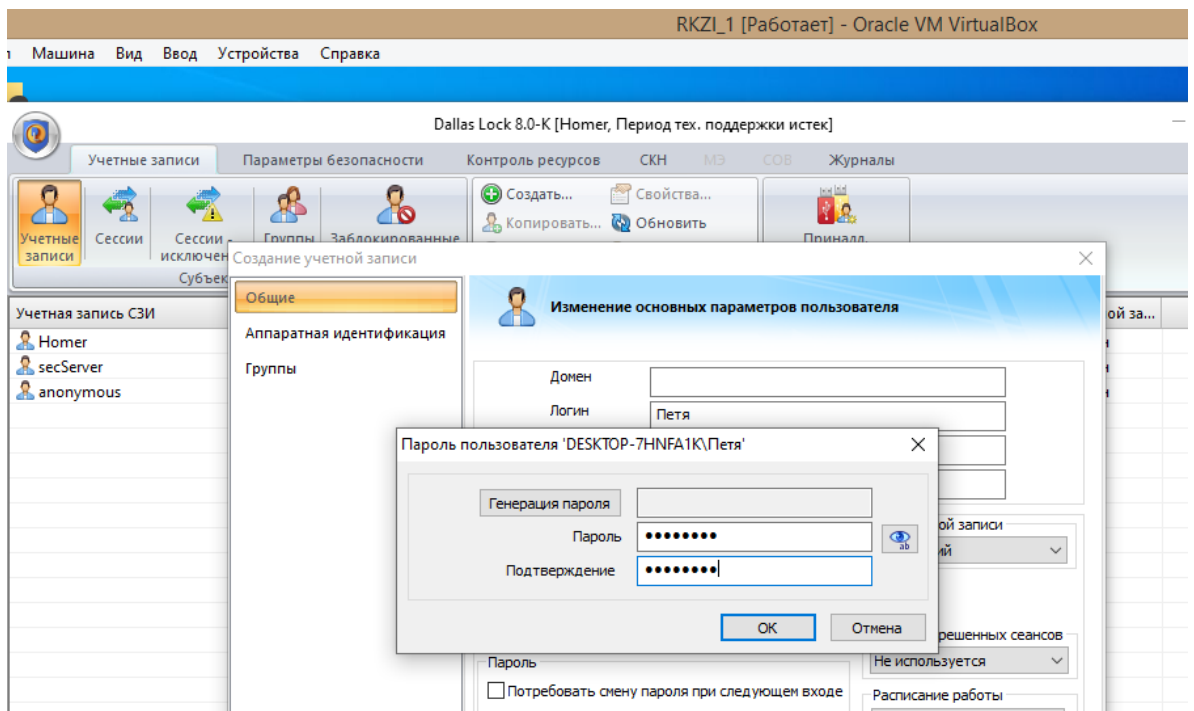 RKZI_1 [Работает] - Oracle VM VirtualBox
Машина Вид Ввод Устройства Справка
Dallas Lock 8.0-K [Homer, Период тех. поддержки истек]
Учетные записи Параметры безопасности Контроль ресурсов СКН МЭ СОВ Журналы
Создать... Свойства...
Копировать... Обновить
Учетные записи
Сессии
Сессии -
исключен
Группы
Заблокированные
Принадл.
Субъек
Создание учетной записи
Общие
Аппаратная идентификация
Группы
Учетная запись СЗИ
ой за...
Homer
secServer
anonymous
Изменение основных параметров пользователя
Домен
Логин Петя
Пароль пользователя 'DESKTOP-7HNFA1K\Петя'
Генерация пароля
Пароль ••••••••
ab
Подтверждение ••••••••
OK Отмена
ой записи
ий
решенных сеансов
Не используется
Пароль
Потребовать смену пароля при следующем входе
Расписание работы